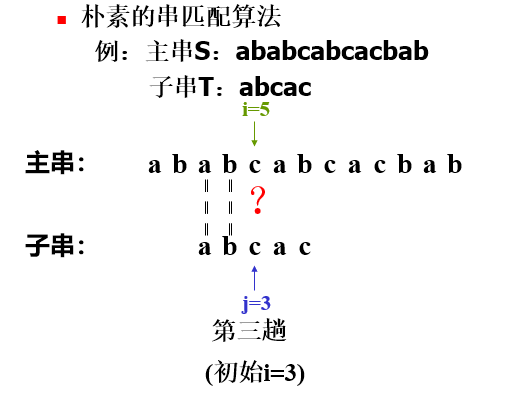 朴素的串匹配算法
例：主串S：ababcabcacbab
子串T：abcac
i=5
主串： a b a b c a b c a c b a b
?
子串： a b c a c
j=3
第三趟
(初始i=3)